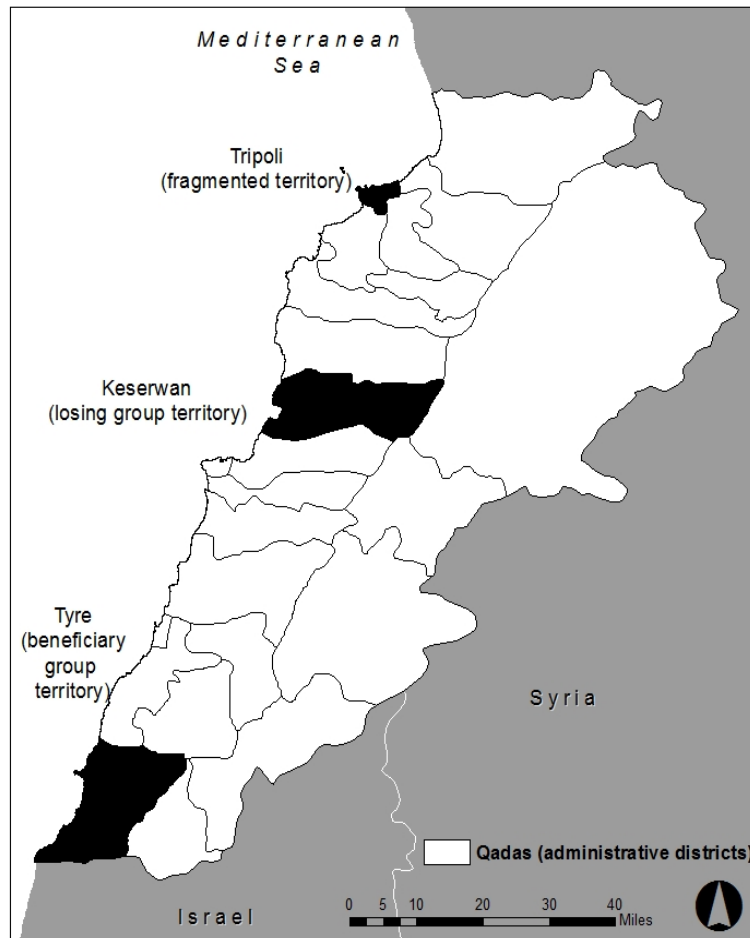 Mediterranean
Sea
Tripoli
(fragmented territory)
Keserwan
(losing group territory)
Tyre
(beneficiary
group
territory)
Syria
Qadas (administrative districts)
Israel
0 5 10 20 30 40
Miles